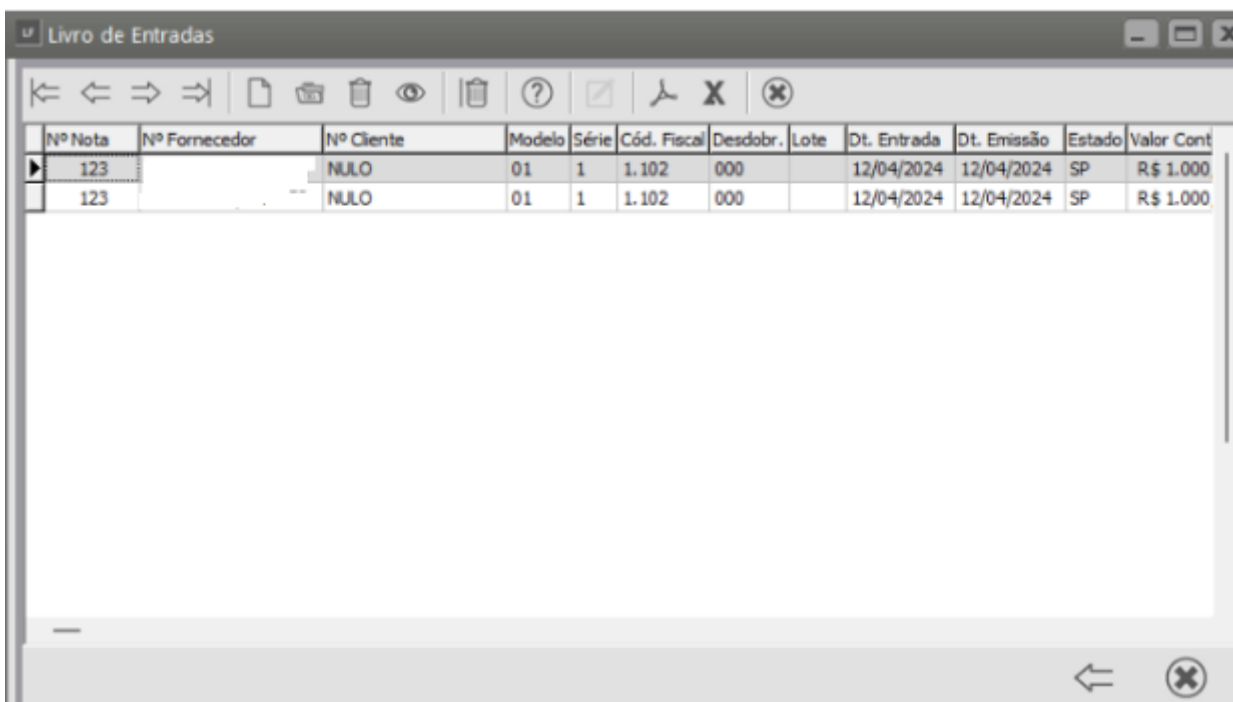 LF Livro de Entradas
Nº Nota Nº Fornecedor Nº Cliente Modelo Série Cód. Fiscal Desdobr. Lote Dt. Entrada Dt. Emissão Estado Valor Cont
123 NULO 01 1 1.102 000 12/04/2024 12/04/2024 SP R$ 1.000,
123 NULO 01 1 1.102 000 12/04/2024 12/04/2024 SP R$ 1.000,